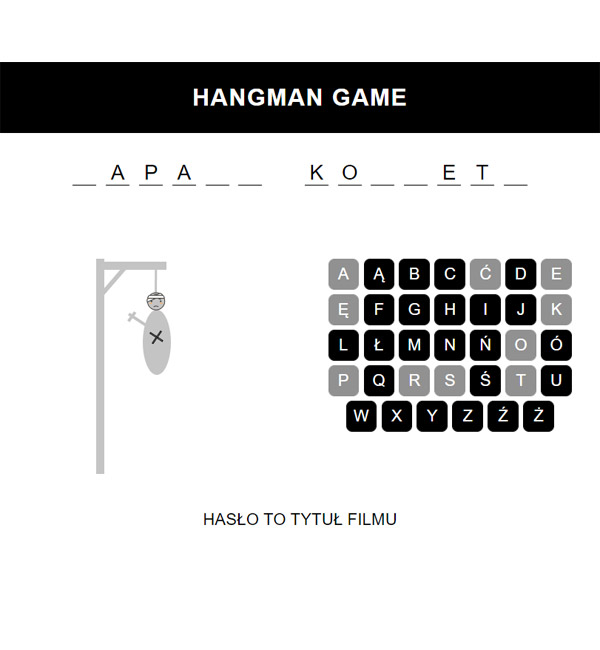 HANGMAN GAME
_ A P A _ _ K O _ _ E T _
A Ą B C Ć D E
Ę F G H I J K
L Ł M N Ń O Ó
P Q R S Ś T U
W X Y Z Ź Ż
HASŁO TO TYTUŁ FILMU